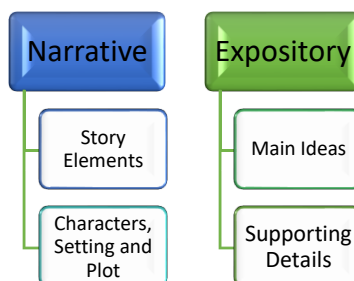 Narrative
Story
Elements
Characters,
Setting and
Plot
Expository
Main Ideas
Supporting
Details